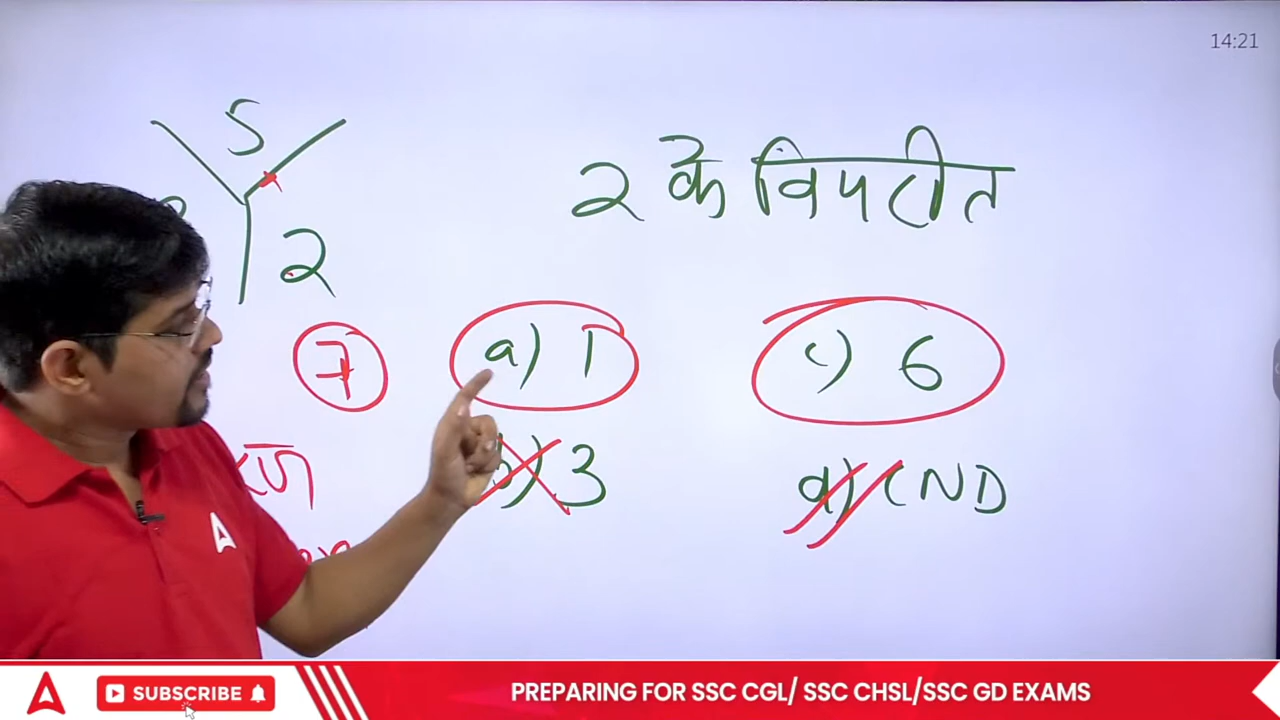 14:21
5
2 के विपरीत
2
7 a) 1 c) 6
b) 3 d) CND
SUBSCRIBE
PREPARING FOR SSC CGL/ SSC CHSL/SSC GD EXAMS